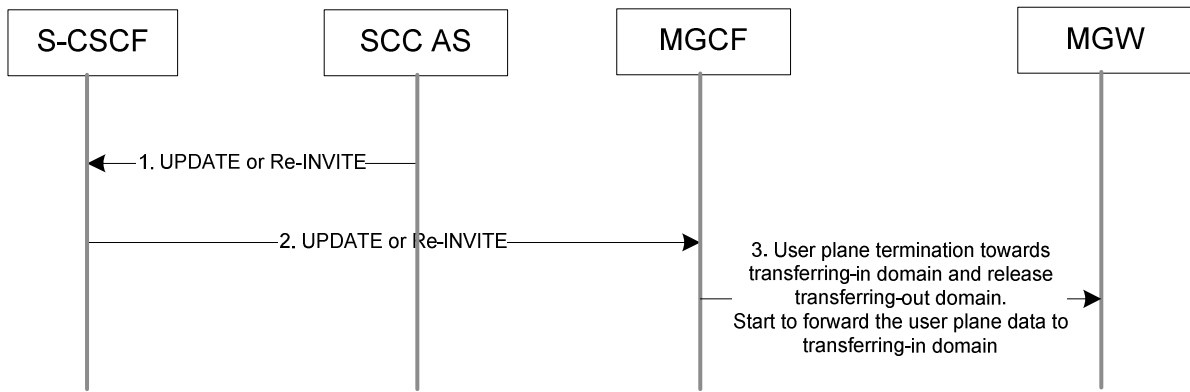 S-CSCF
SCC AS
MGCF
MGW
1. UPDATE or Re-INVITE
2. UPDATE or Re-INVITE
3. User plane termination towards
transferring-in domain and release
transferring-out domain.
Start to forward the user plane data to
transferring-in domain